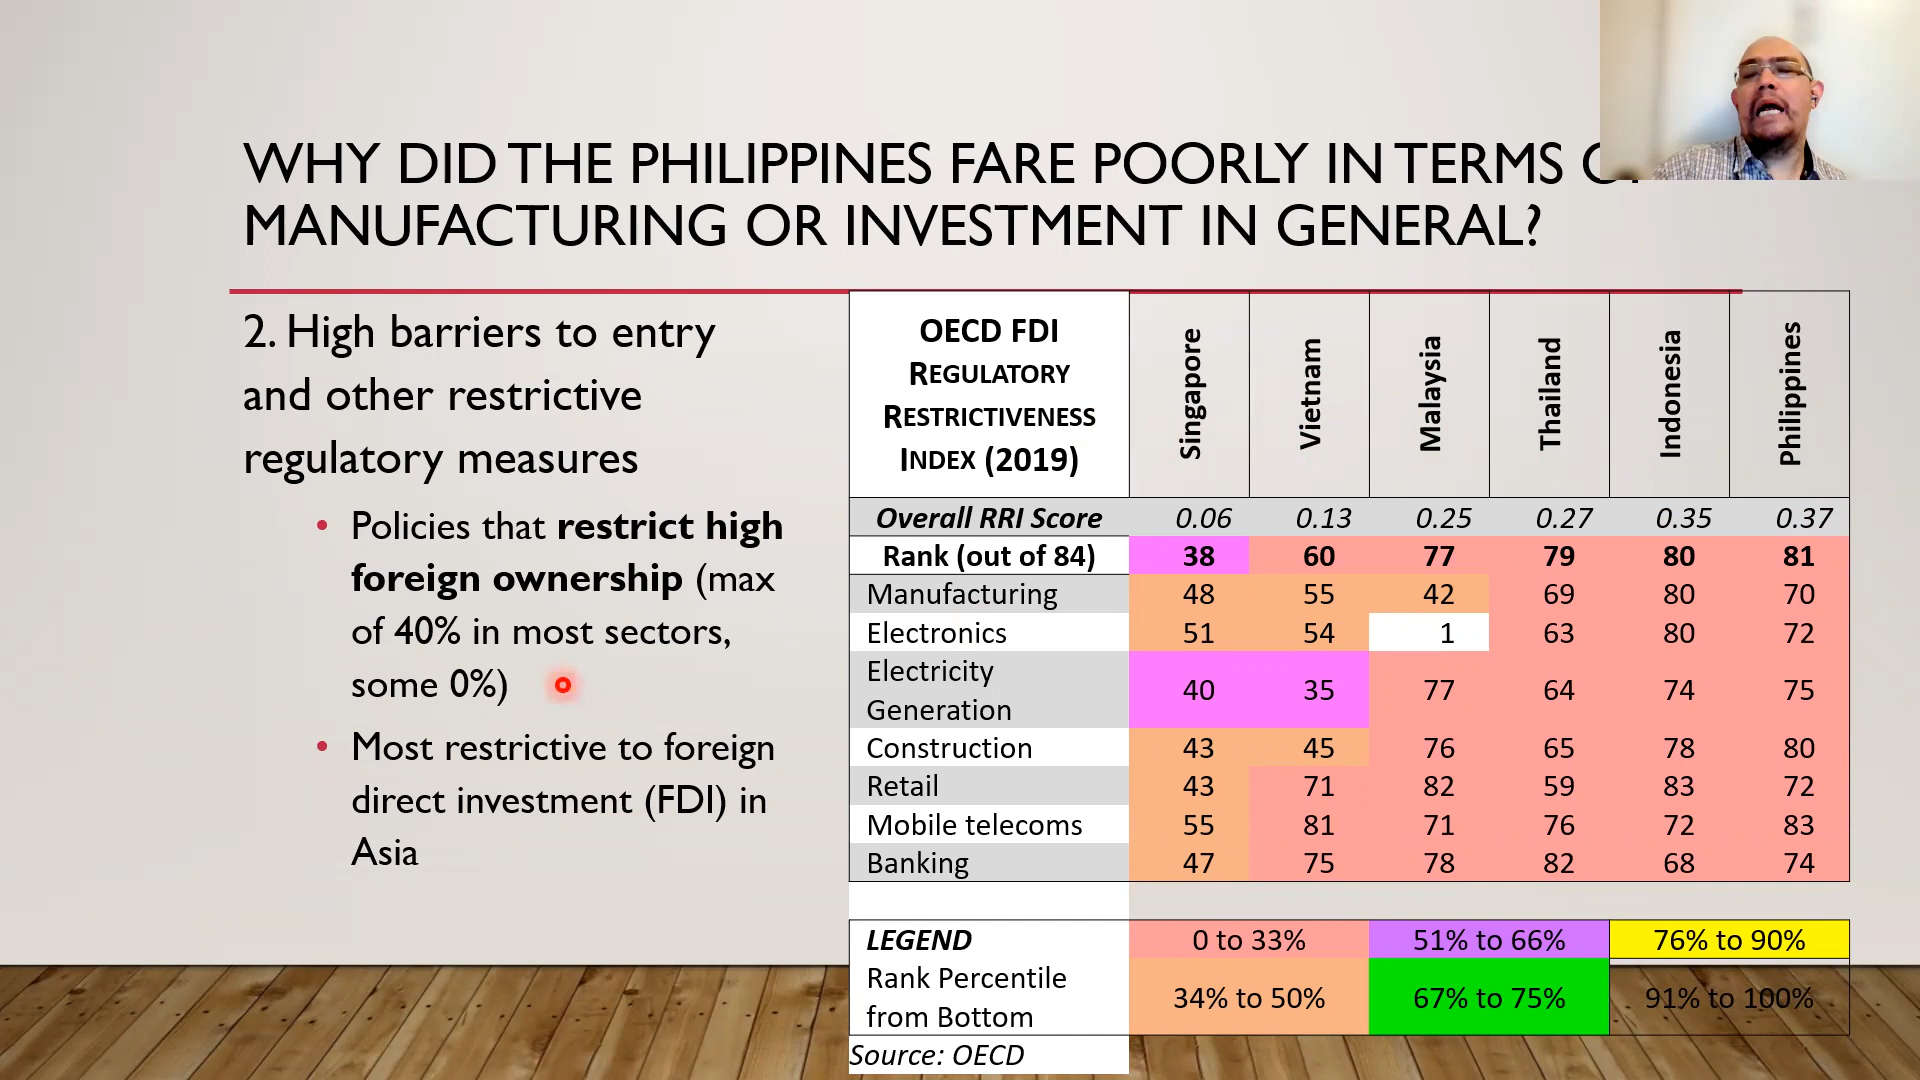 WHY DID THE PHILIPPINES FARE POORLY IN TERMS
MANUFACTURING OR INVESTMENT IN GENERAL?
2. High barriers to entry
and other restrictive
regulatory measures
• Policies that restrict high
foreign ownership (max
of 40% in most sectors,
some 0%)
• Most restrictive to foreign
direct investment (FDI) in
Asia
OECD FDI
REGULATORY
RESTRICTIVENESS
INDEX (2019)
Singapore
Vietnam
Malaysia
Thailand
Indonesia
Philippines
Overall RRI Score 0.06 0.13 0.25 0.27 0.35 0.37
Rank (out of 84) 38 60 77 79 80 81
Manufacturing 48 55 42 69 80 70
Electronics 51 54 1 63 80 72
Electricity
Generation 40 35 77 64 74 75
Construction 43 45 76 65 78 80
Retail 43 71 82 59 83 72
Mobile telecoms 55 81 71 76 72 83
Banking 47 75 78 82 68 74
LEGEND 0 to 33% 51% to 66% 76% to 90%
Rank Percentile
from Bottom 34% to 50% 67% to 75% 91% to 100%
Source: OECD